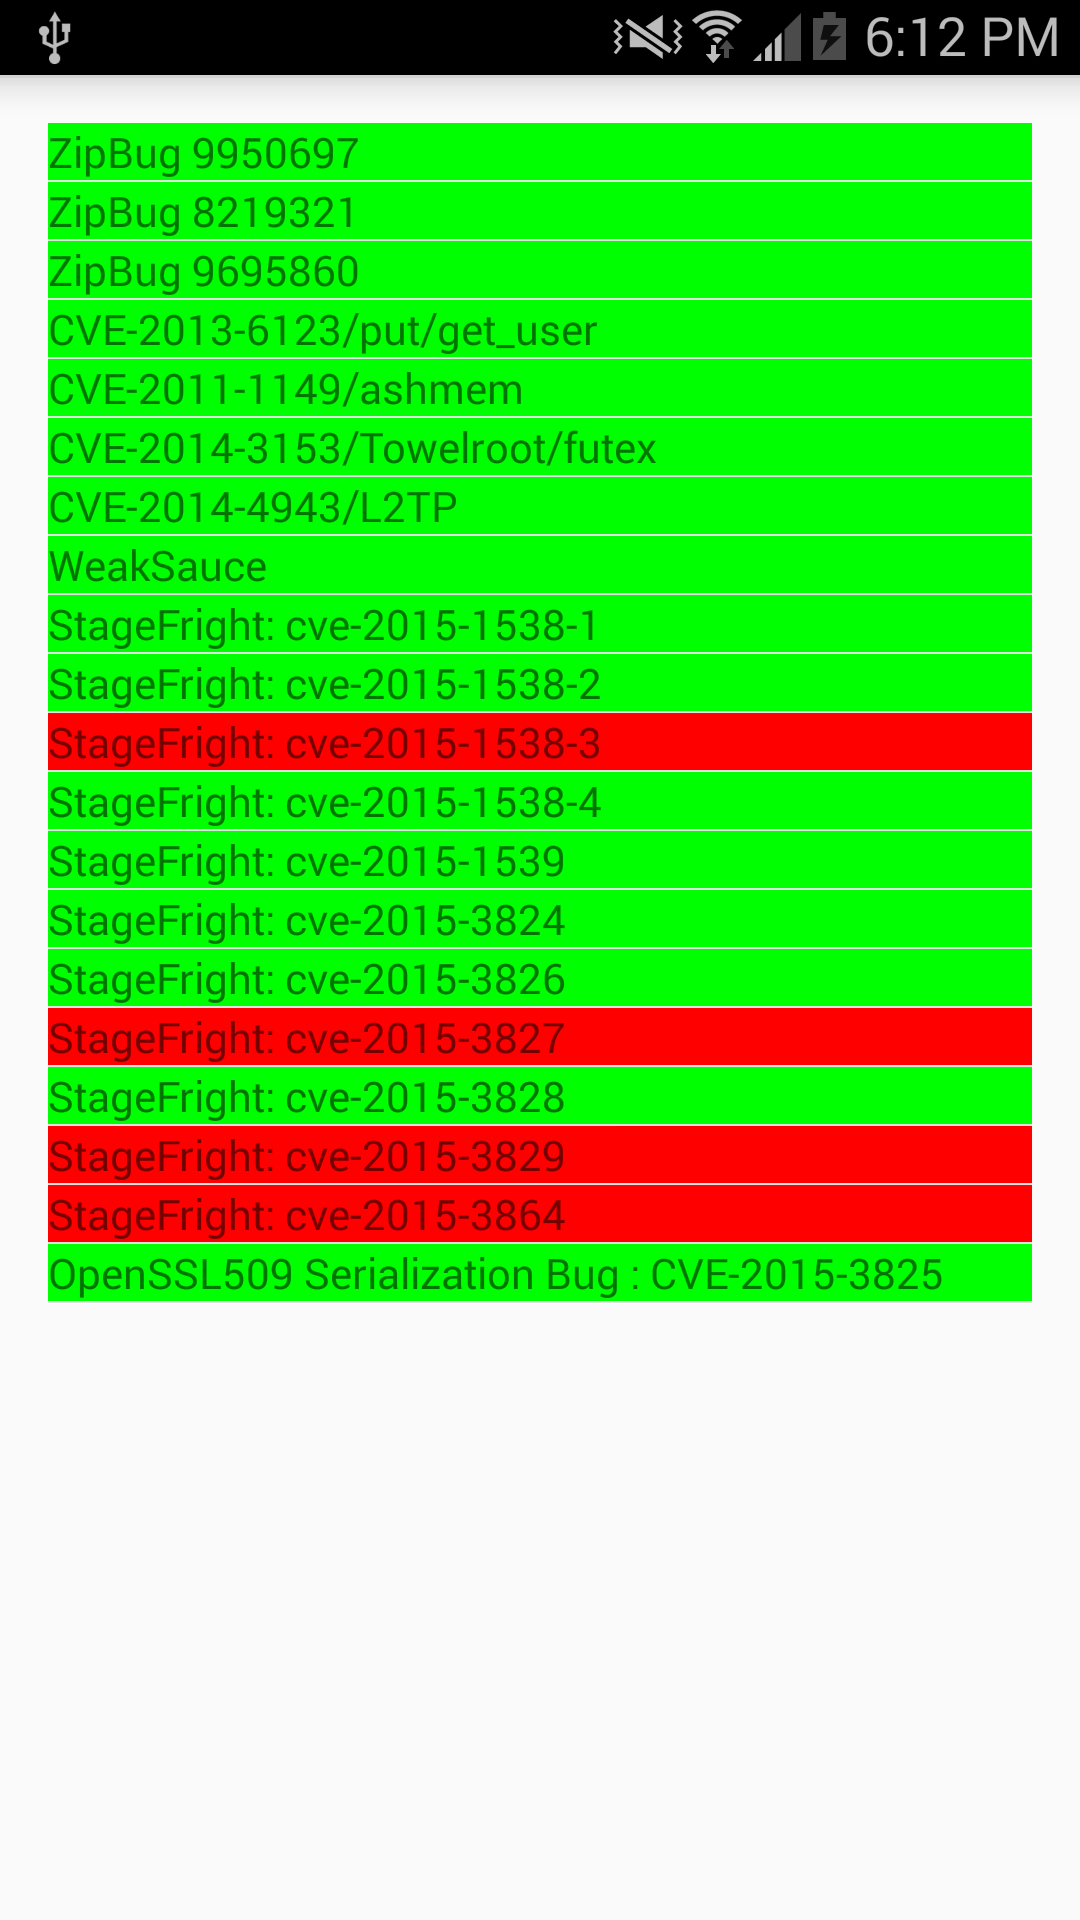 6:12 PM
ZipBug 9950697
ZipBug 8219321
ZipBug 9695860
CVE-2013-6123/put/get_user
CVE-2011-1149/ashmem
CVE-2014-3153/Towelroot/futex
CVE-2014-4943/L2TP
WeakSauce
StageFright: cve-2015-1538-1
StageFright: cve-2015-1538-2
StageFright: cve-2015-1538-3
StageFright: cve-2015-1538-4
StageFright: cve-2015-1539
StageFright: cve-2015-3824
StageFright: cve-2015-3826
StageFright: cve-2015-3827
StageFright: cve-2015-3828
StageFright: cve-2015-3829
StageFright: cve-2015-3864
OpenSSL509 Serialization Bug : CVE-2015-3825